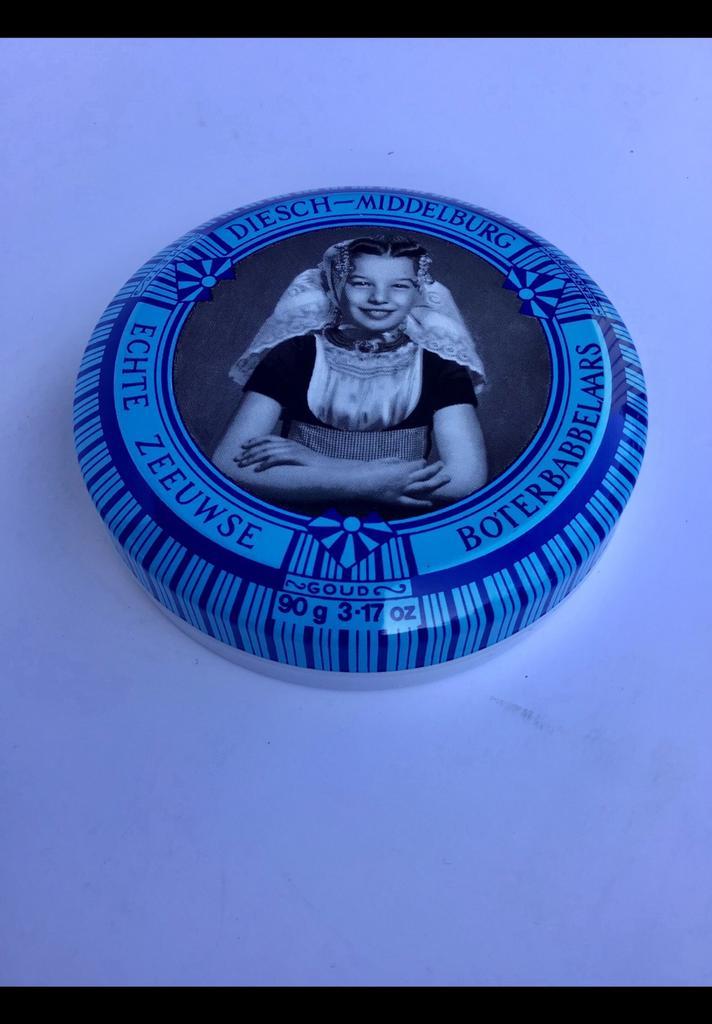 DIESCH—MIDDELBURG
ECHTE ZEEUWSE
BOTERBABBELAARS
GOUD
90 g 3·17 oz